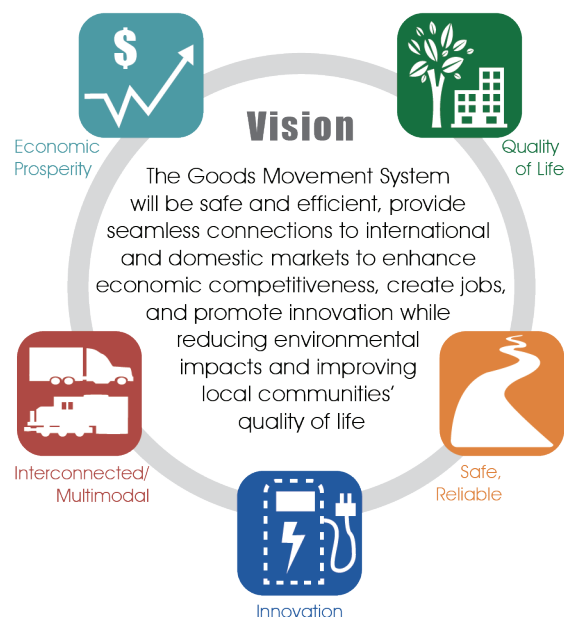 $
Economic
Prosperity
Quality
of Life
Vision
The Goods Movement System
will be safe and efficient, provide
seamless connections to international
and domestic markets to enhance
economic competitiveness, create jobs,
and promote innovation while
reducing environmental
impacts and improving
local communities’
quality of life
Interconnected/
Multimodal
Safe,
Reliable
Innovation